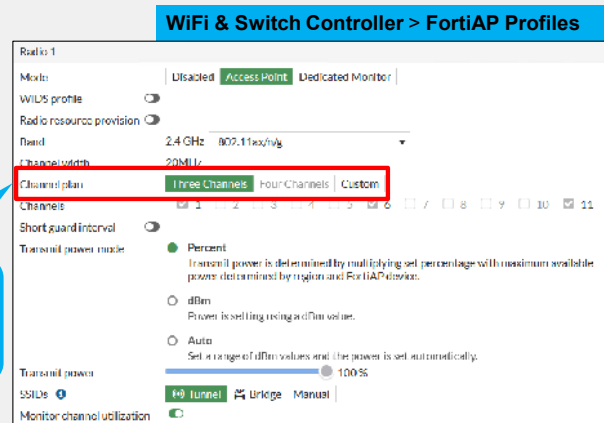 WiFi & Switch Controller > FortiAP Profiles
Radio 1
Mode Disabled Access Point Dedicated Monitor
WIDS profile
Radio resource provision
Band 2.4 GHz 802.11ax/n/g
Channel width 20MHz
Channel plan Three Channels Four Channels Custom
Channels 1 2 3 4 5 6 7 8 9 10 11
Short guard interval
Transmit power mode Percent
Transmit power is determined by multiplying set percentage with maximum available
power determined by region and FortiAP device.
dBm
Power is setting using a dBm value.
Auto
Set a range of dBm values and the power is set automatically.
Transmit power 100%
SSIDs Tunnel Bridge Manual
Monitor channel utilization